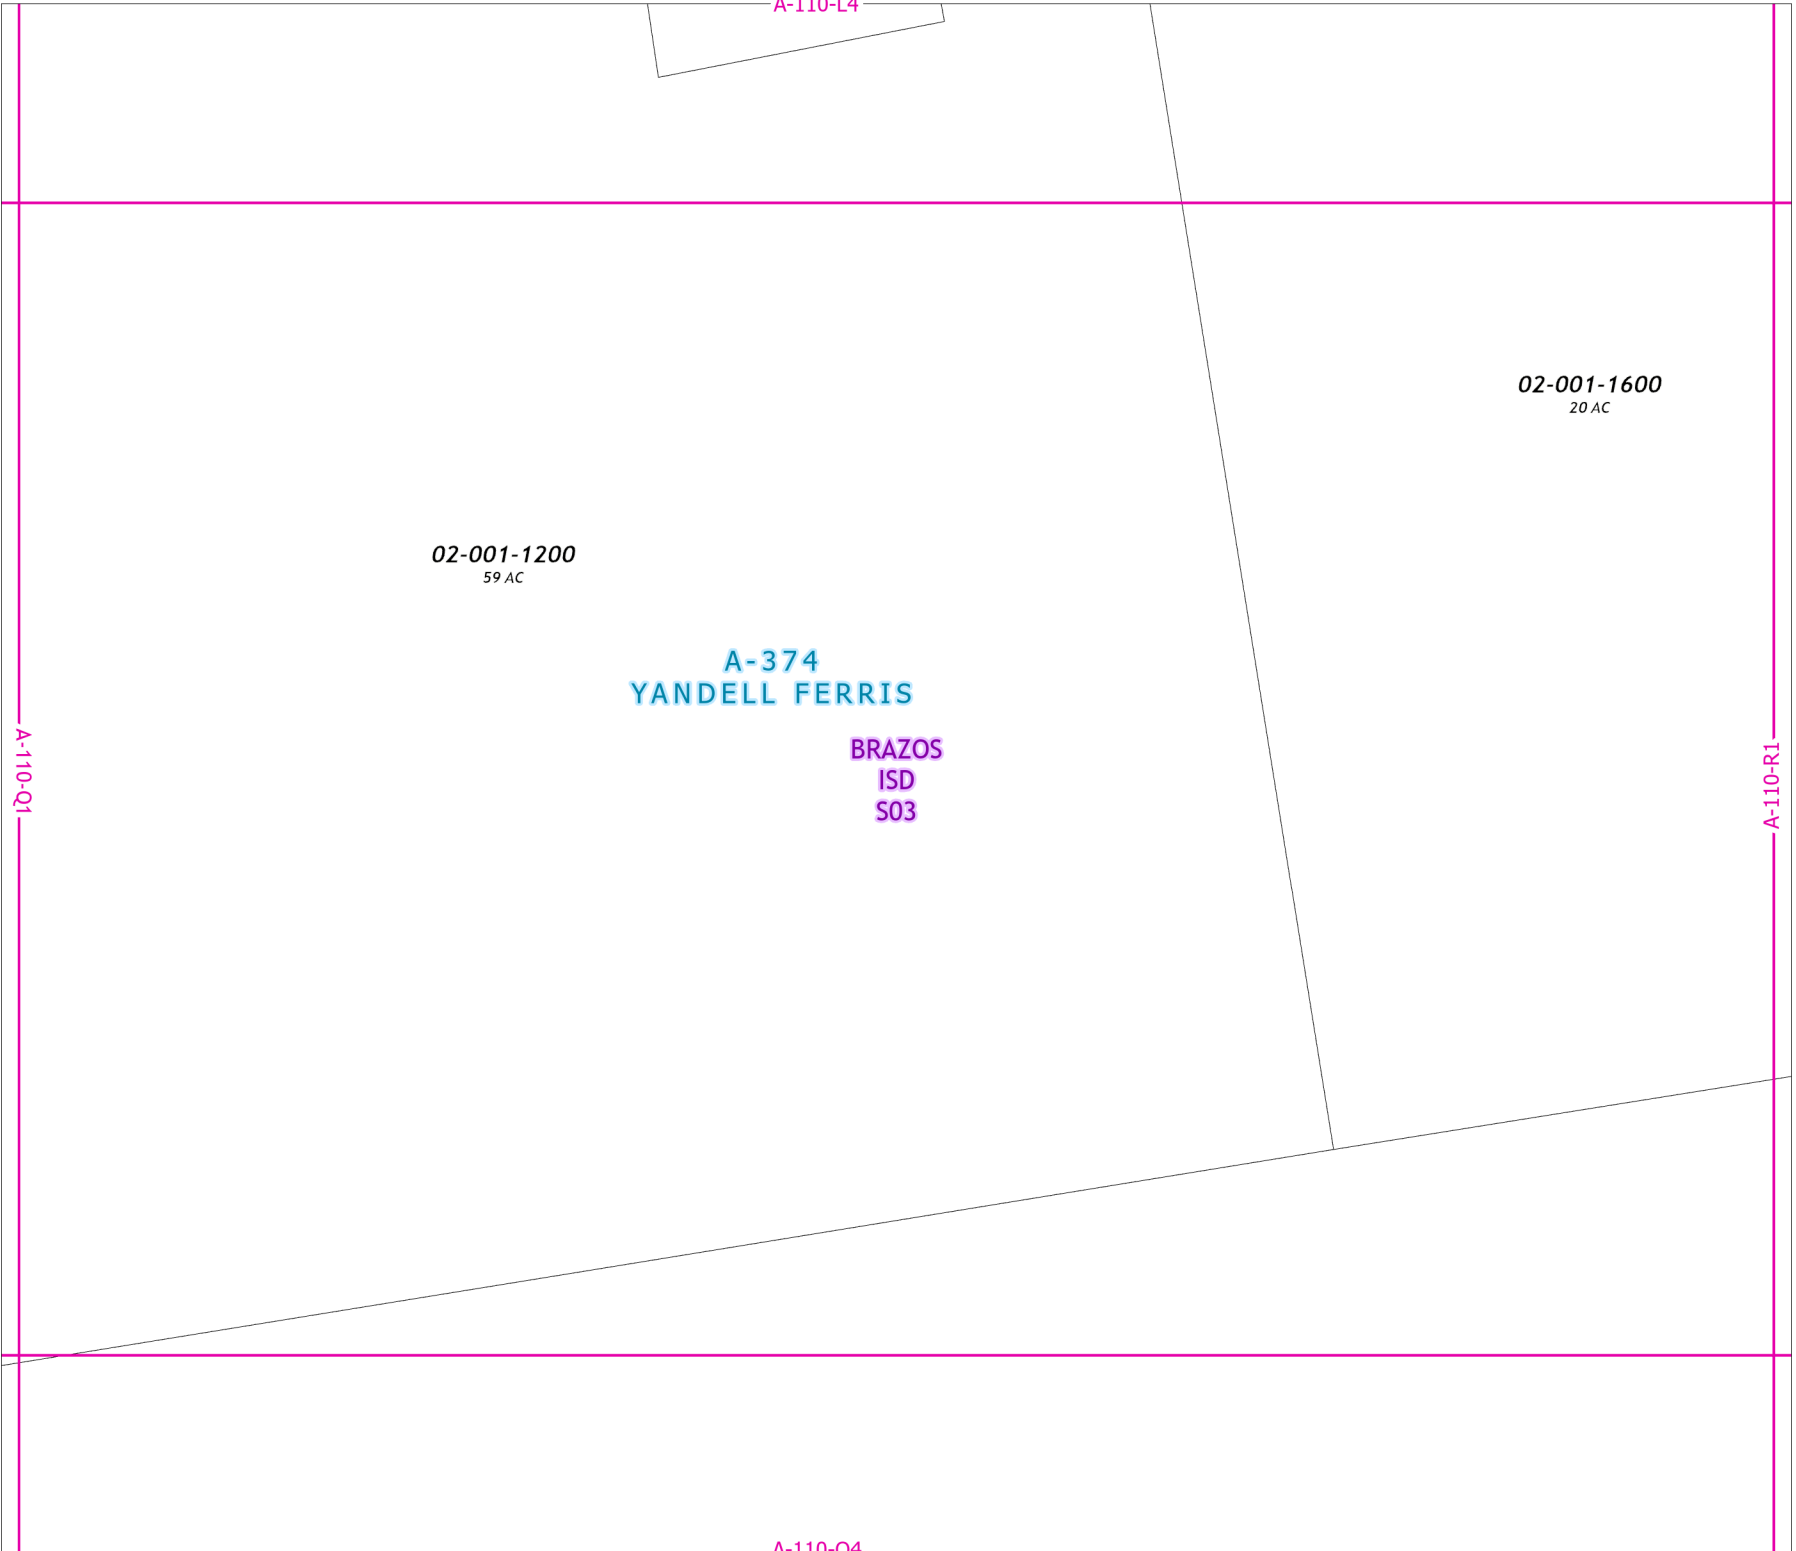 A-110-L4
02-001-1600
20 AC
02-001-1200
59 AC
A-374
YANDELL FERRIS
BRAZOS
ISD
S03
A-110-Q1
A-110-R1